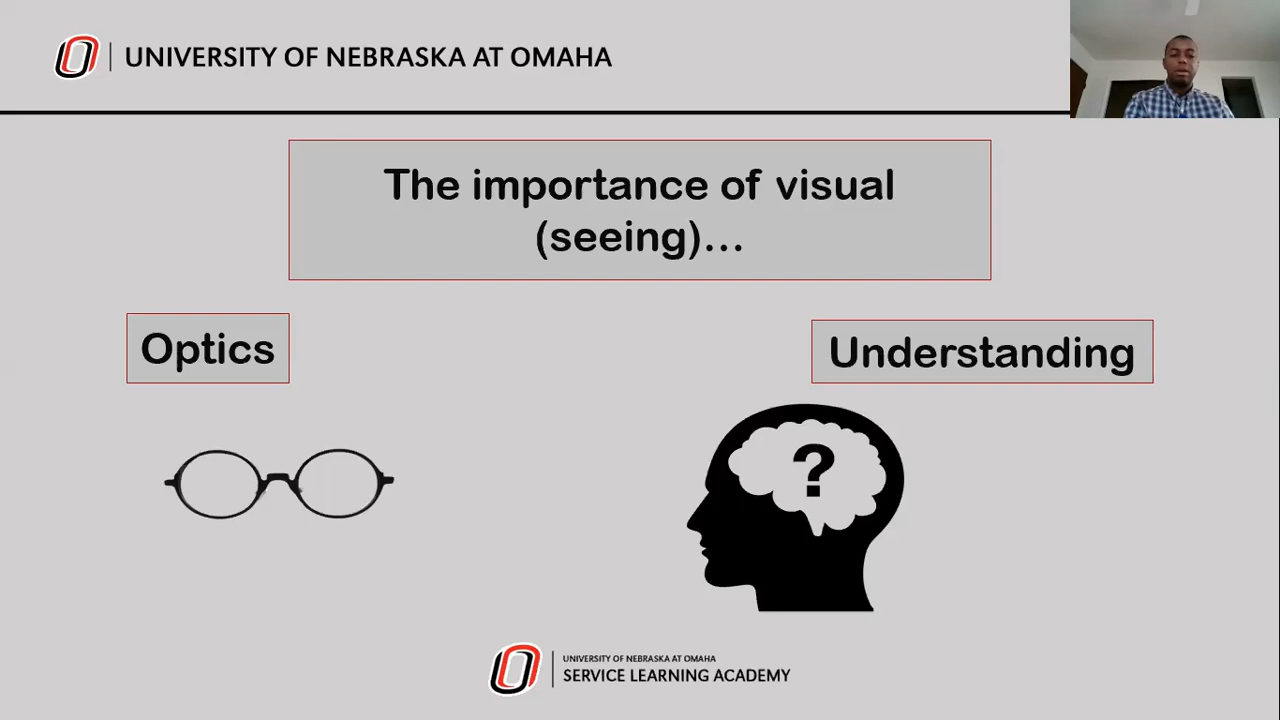 UNIVERSITY OF NEBRASKA AT OMAHA
The importance of visual
(seeing)...
Optics
Understanding
?
UNIVERSITY OF NEBRASKA AT OMAHA
SERVICE LEARNING ACADEMY